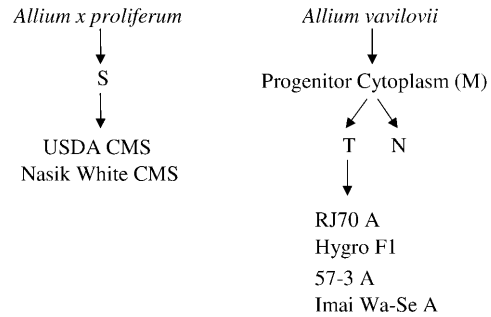 Allium x proliferum
S
USDA CMS
Nasik White CMS
Allium vavilovii
Progenitor Cytoplasm (M)
T N
RJ70 A
Hygro F1
57-3 A
Imai Wa-Se A